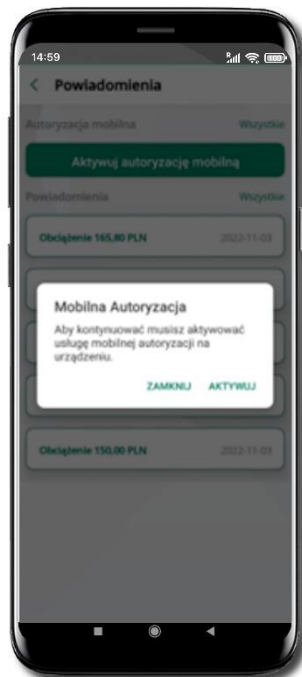 14:59
Powiadomienia
Autoryzacja mobilna Wszystkie
Aktywuj autoryzację mobilną
Powiadomienia Wszystkie
Obciążenie 165,80 PLN 2022-11-03
Mobilna Autoryzacja
Aby kontynuować musisz aktywować
usługę mobilnej autoryzacji na
urządzeniu.
ZAMKNIJ AKTYWUJ
Obciążenie 150,00 PLN 2022-11-03